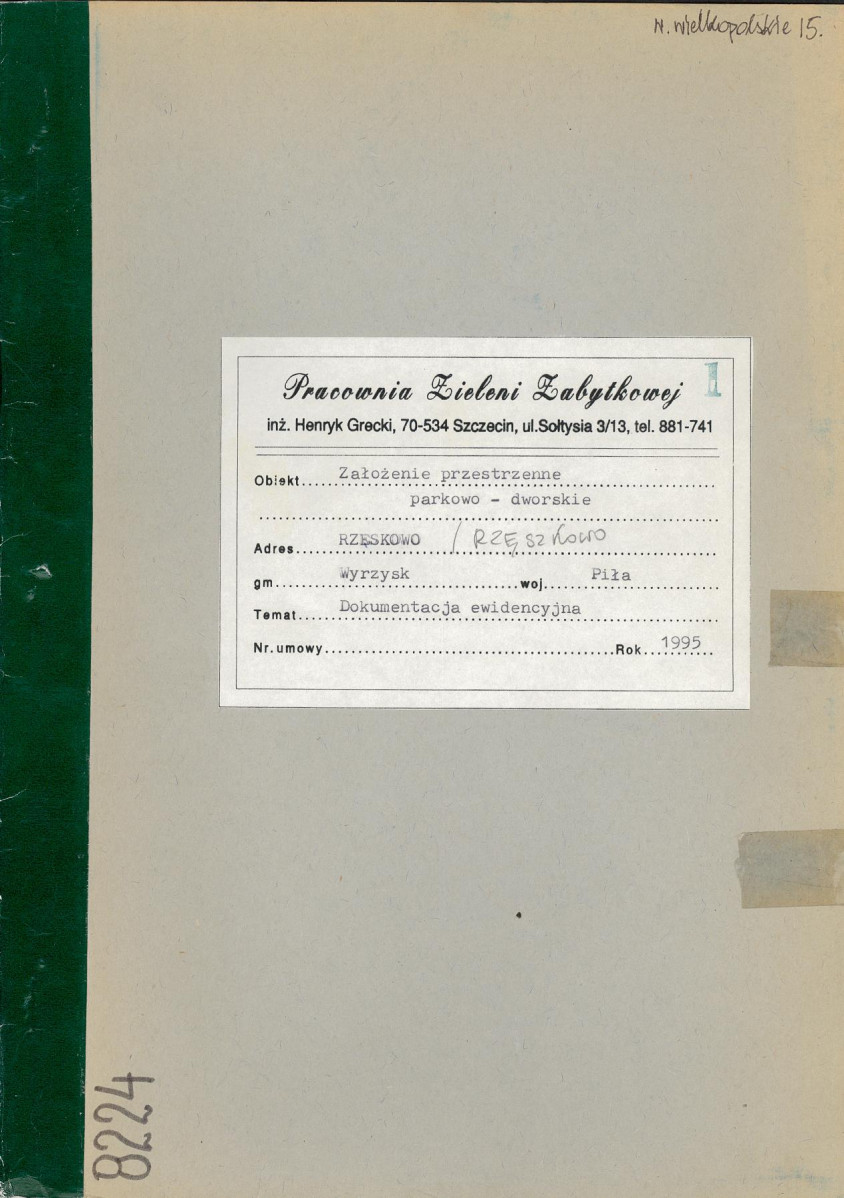 w. wielkopolskie 15.
1
Pracownia Zieleni Zabytkowej
inż. Henryk Grecki, 70-534 Szczecin, ul.Sołtysia 3/13, tel. 881-741
Obiekt.....Założenie przestrzenne
parkowo - dworskie
Adres.....RZĘSKOWO / RZĘSZKOWO
gm.....Wyrzysk.....woj.....Piła
Temat.....Dokumentacja ewidencyjna
Nr.umowy.....Rok...1995
8224